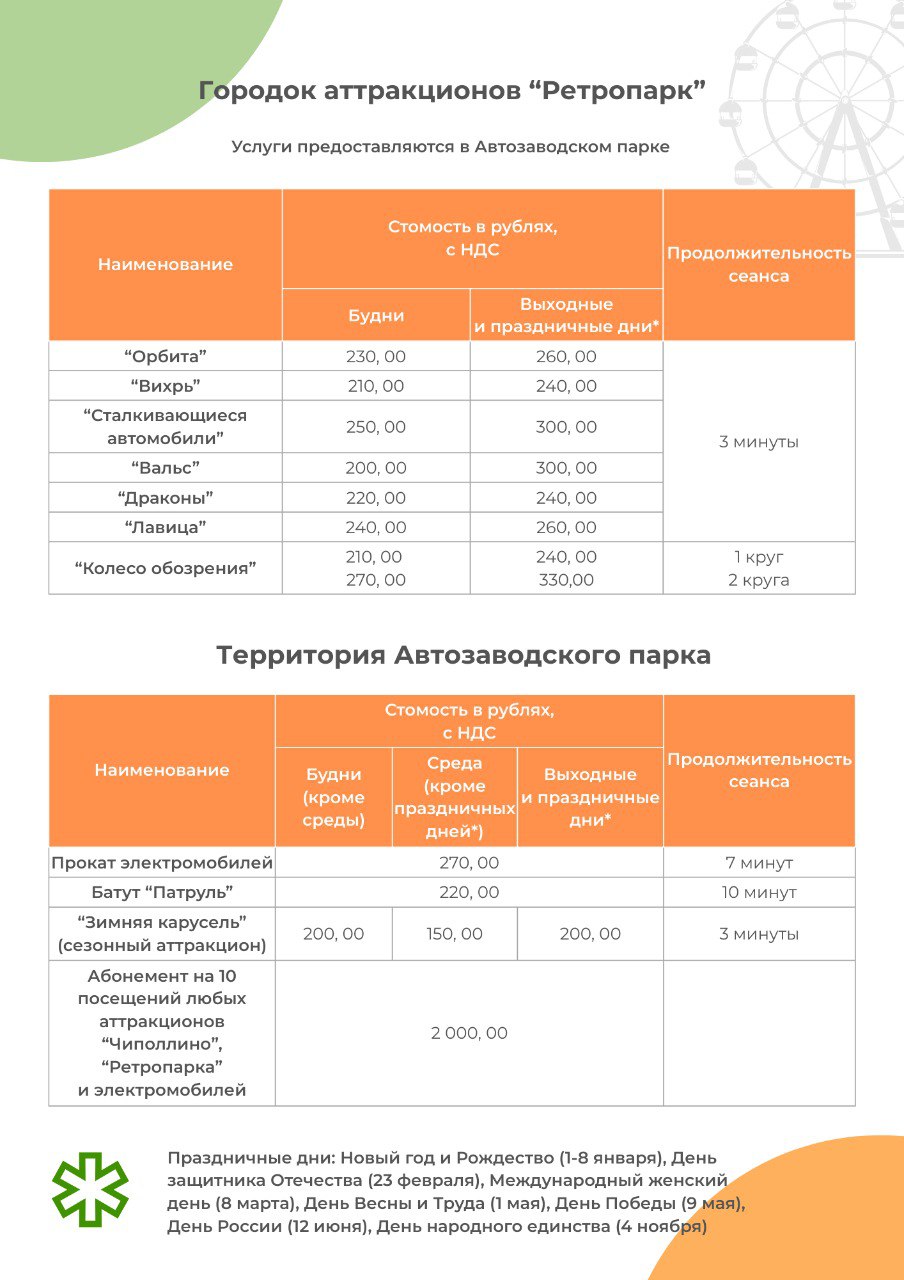 Городок аттракционов “Ретропарк”
Услуги предоставляются в Автозаводском парке
Наименование
Стомость в рублях,
с НДС
Продолжительность
сеанса
Будни
Выходные
и праздничные дни*
“Орбита” 230, 00 260, 00
“Вихрь” 210, 00 240, 00
“Сталкивающиеся
автомобили”
250, 00 300, 00
3 минуты
“Вальс” 200, 00 300, 00
“Драконы” 220, 00 240, 00
“Лавица” 240, 00 260, 00
“Колесо обозрения”
210, 00 240, 00 1 круг
270, 00 330,00 2 круга
Территория Автозаводского парка
Наименование
Стомость в рублях,
с НДС
Продолжительность
сеанса
Будни
(кроме
среды)
Среда
(кроме
праздничных
дней*)
Выходные
и праздничные
дни*
Прокат электромобилей 270, 00 7 минут
Батут “Патруль” 220, 00 10 минут
“Зимняя карусель”
(сезонный аттракцион)
200, 00 150, 00 200, 00 3 минуты
Абонемент на 10
посещений любых
аттракционов
“Чиполлино”,
“Ретропарка”
и электромобилей
2 000, 00
Праздничные дни: Новый год и Рождество (1-8 января), День
защитника Отечества (23 февраля), Международный женский
день (8 марта), День Весны и Труда (1 мая), День Победы (9 мая),
День России (12 июня), День народного единства (4 ноября)